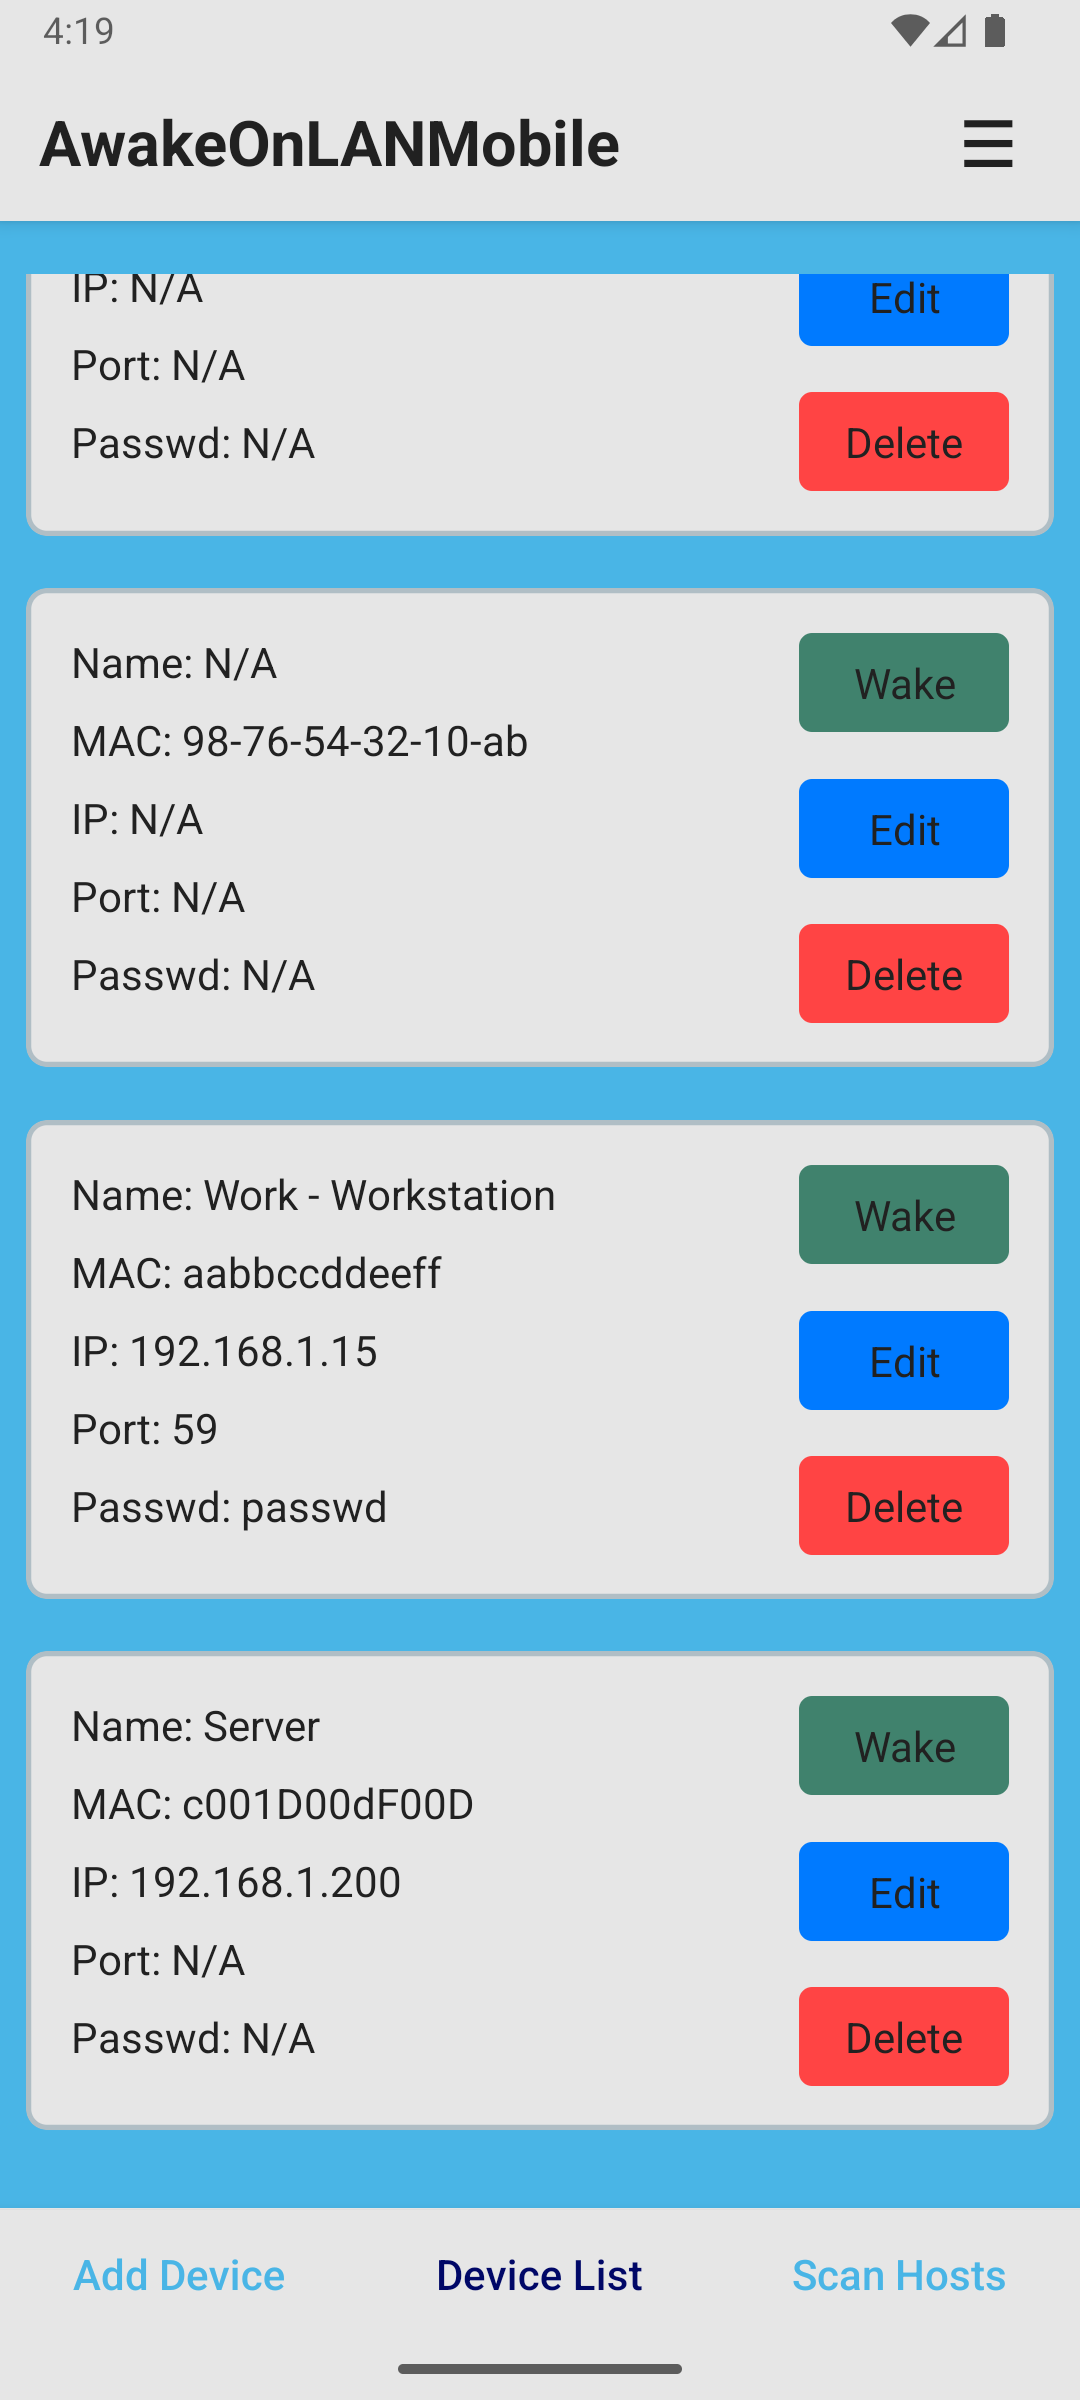 4:19
AwakeOnLANMobile
IP: N/A
Edit
Port: N/A
Passwd: N/A
Delete
Name: N/A
Wake
MAC: 98-76-54-32-10-ab
IP: N/A
Edit
Port: N/A
Passwd: N/A
Delete
Name: Work - Workstation
Wake
MAC: aabbccddeeff
IP: 192.168.1.15
Edit
Port: 59
Passwd: passwd
Delete
Name: Server
Wake
MAC: c001D00dF00D
IP: 192.168.1.200
Edit
Port: N/A
Passwd: N/A
Delete
Add Device
Device List
Scan Hosts